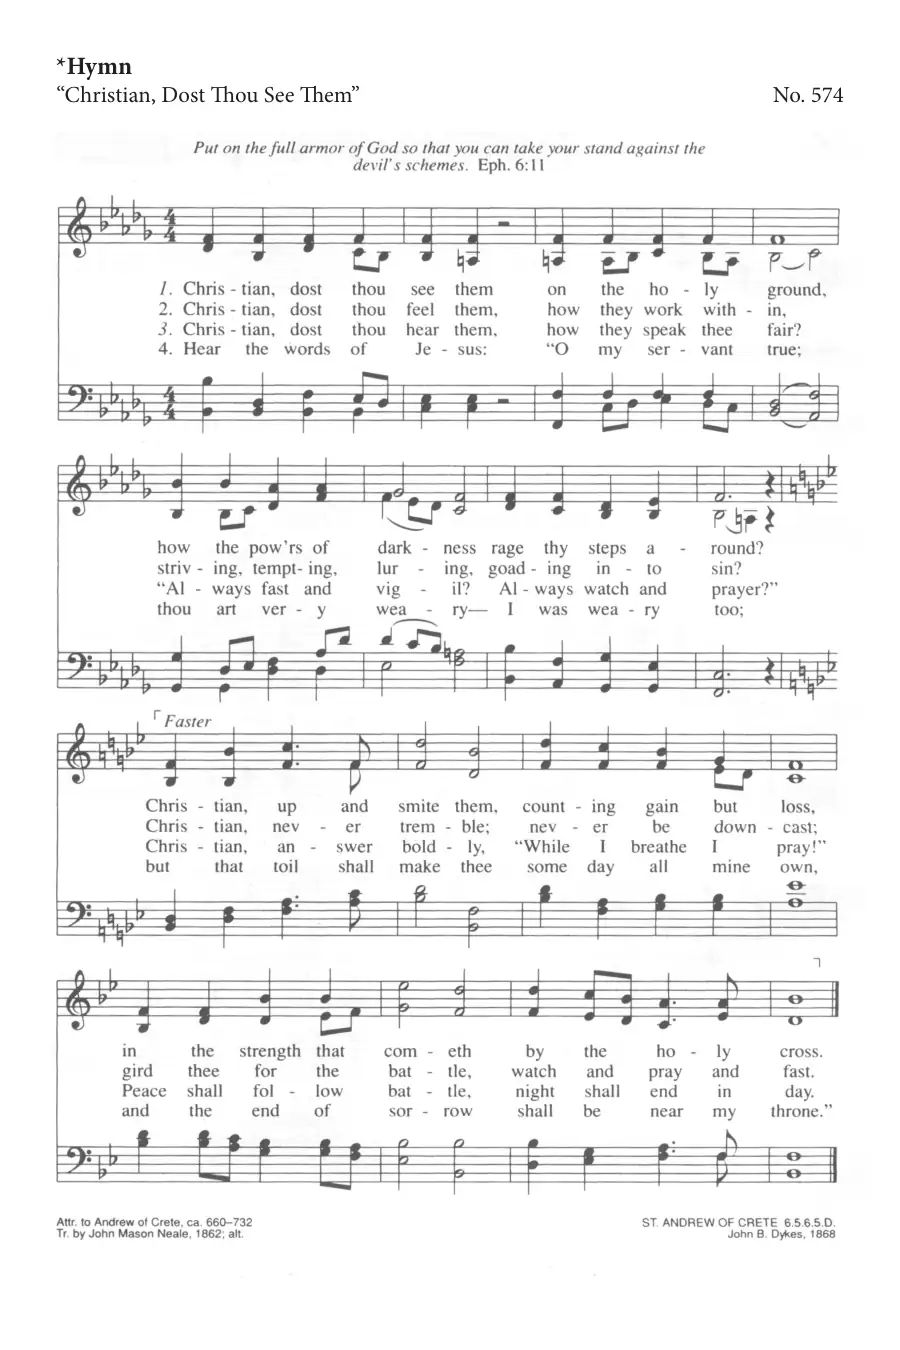 *Hymn
“Christian, Dost Thou See Them” No. 574
Put on the full armor of God so that you can take your stand against the
devil's schemes. Eph. 6:11
1. Chris - tian, dost thou see them on the ho - ly ground,
2. Chris - tian, dost thou feel them, how they work with - in,
3. Chris - tian, dost thou hear them, how they speak thee fair?
4. Hear the words of Je - sus: “O my ser - vant true;
how the pow'rs of dark - ness rage thy steps a - round?
striv - ing, tempt- ing, lur - ing, goad - ing in - to sin?
“Al - ways fast and vig - il? Al - ways watch and prayer?”
thou art ver - y wea - ry— I was wea - ry too;
Faster
Chris - tian, up and smite them, count - ing gain but loss,
Chris - tian, nev - er trem - ble; nev - er be down - cast;
Chris - tian, an - swer bold - ly, “While I breathe I pray!”
but that toil shall make thee some day all mine own,
in the strength that com - eth by the ho - ly cross.
gird thee for the bat - tle, watch and pray and fast.
Peace shall fol - low bat - tle, night shall end in day.
and the end of sor - row shall be near my throne.”
Attr. to Andrew of Crete, ca. 660–732 ST. ANDREW OF CRETE 6.5.6.5.D.
Tr. by John Mason Neale, 1862; alt. John B. Dykes, 1868